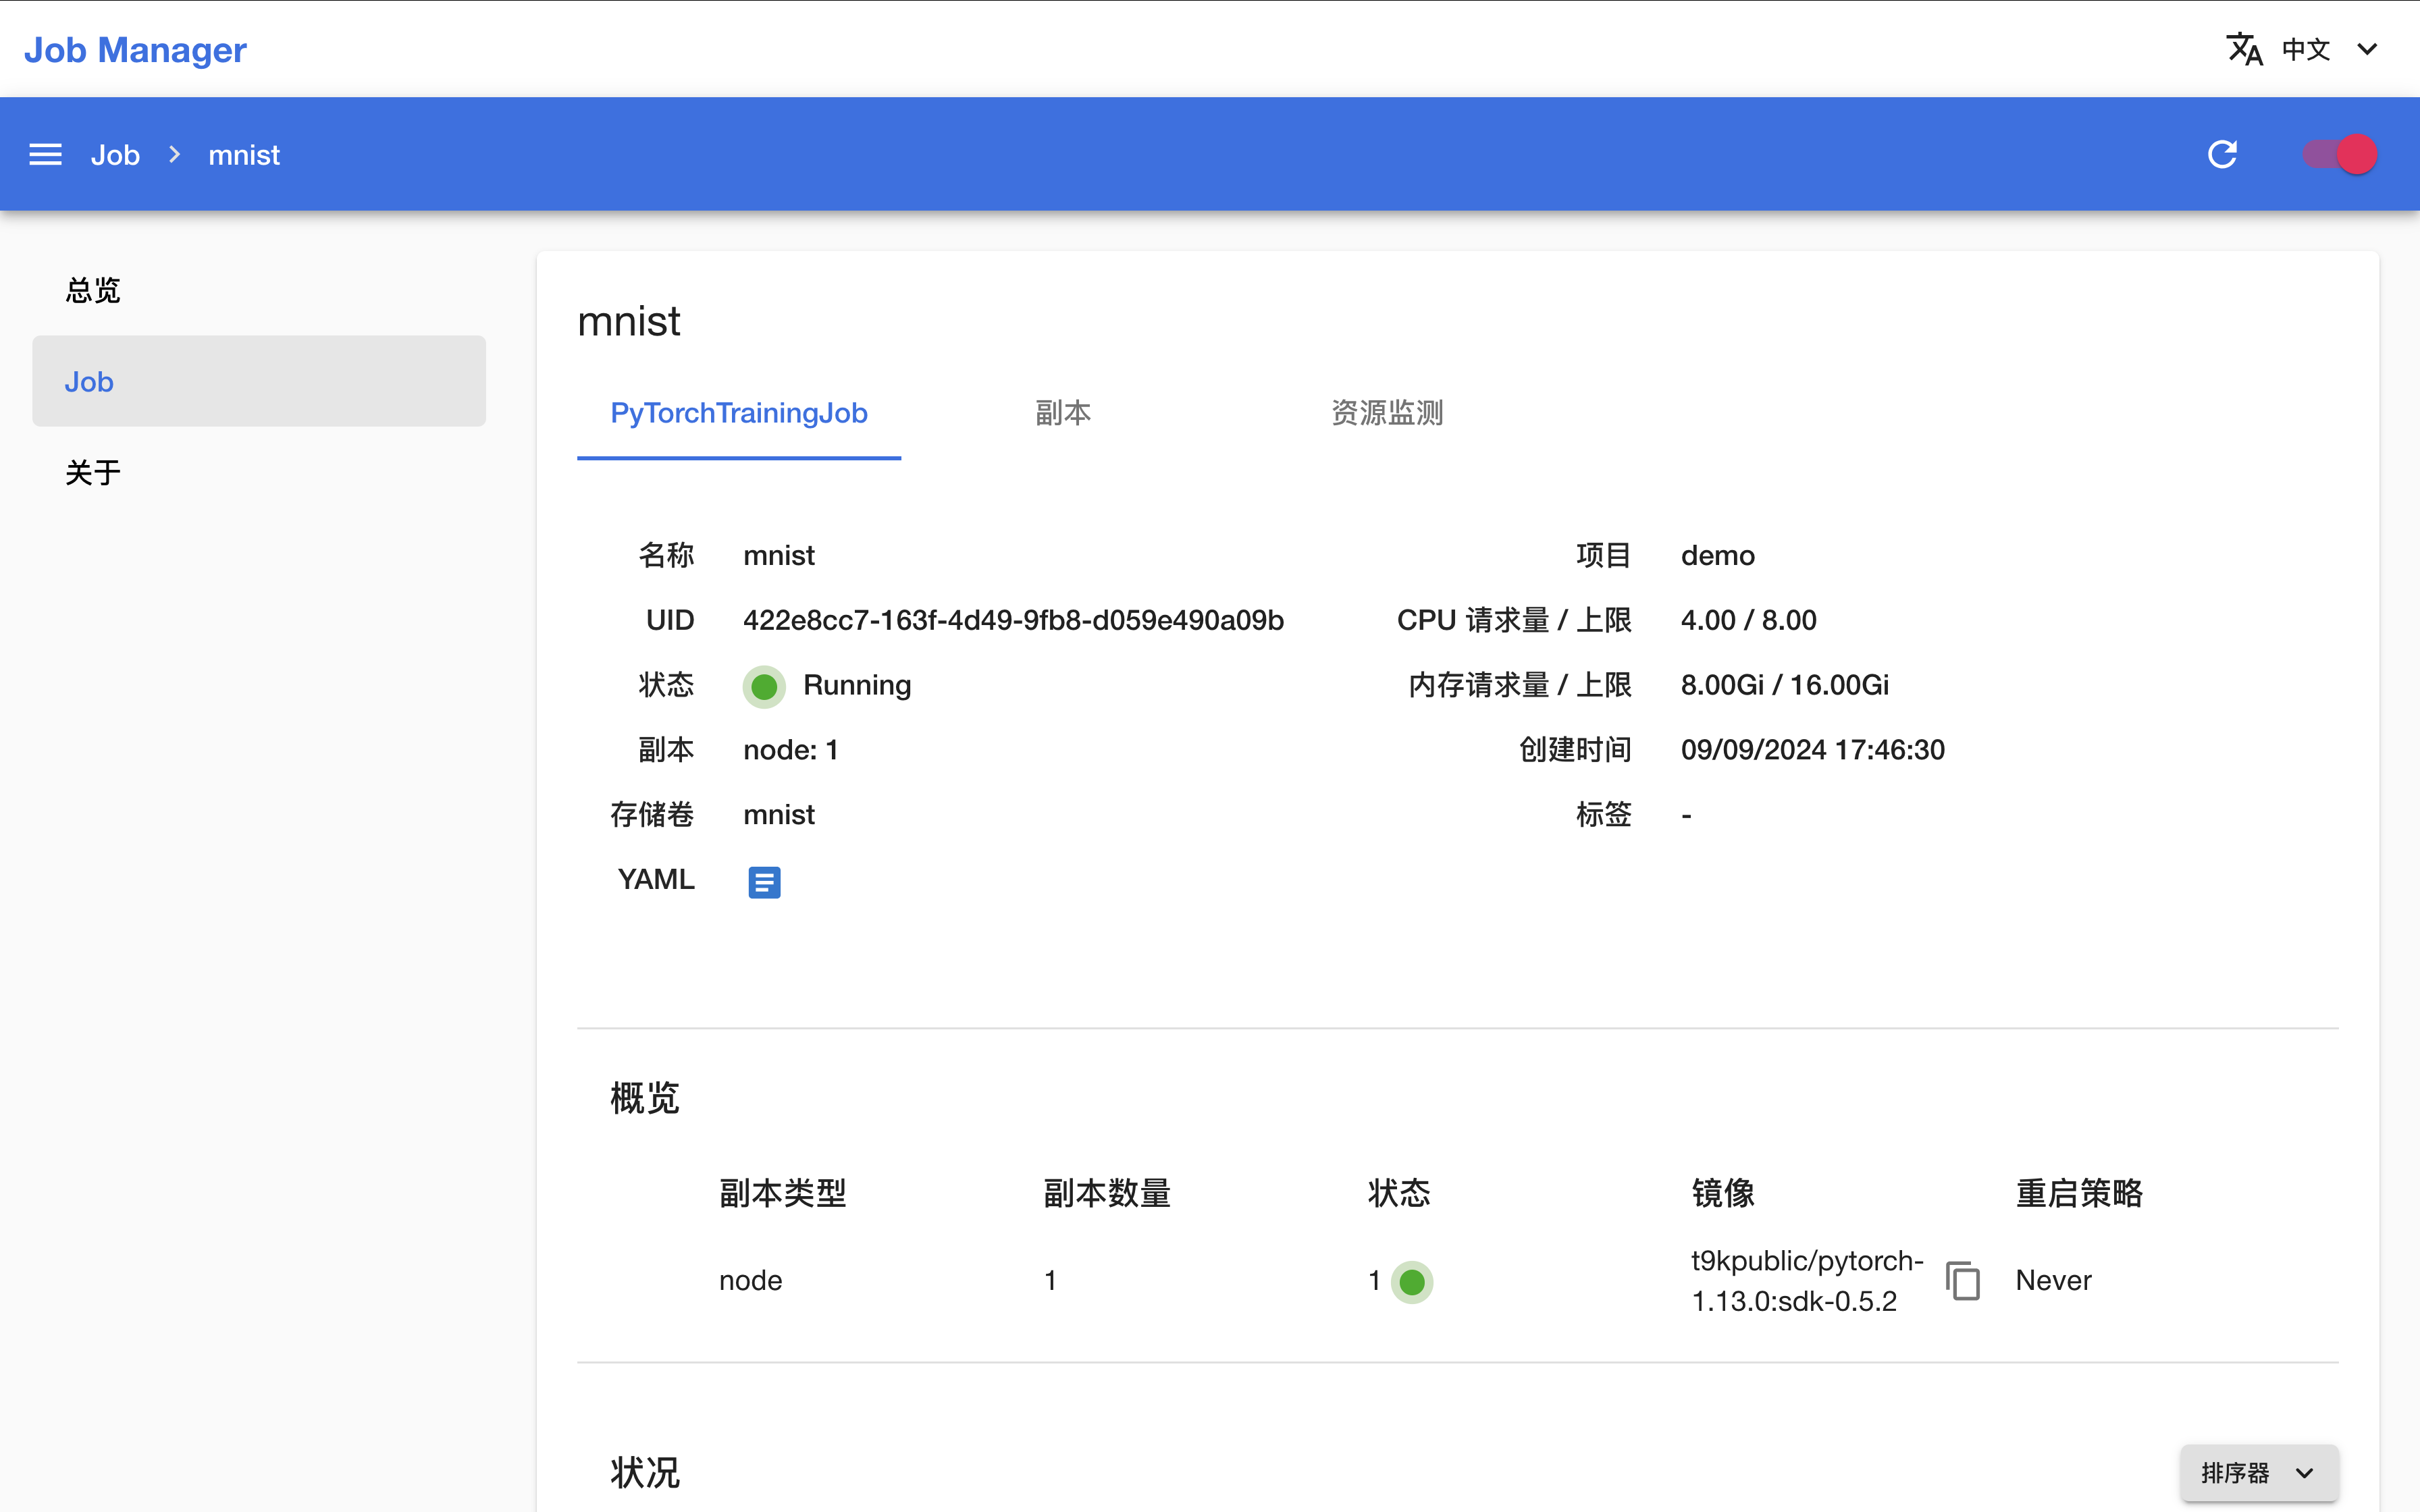 Job Manager
中文
Job > mnist
总览
Job
关于
mnist
PyTorchTrainingJob 副本 资源监测
名称 mnist 项目 demo
UID 422e8cc7-163f-4d49-9fb8-d059e490a09b CPU 请求量 / 上限 4.00 / 8.00
状态 Running 内存请求量 / 上限 8.00Gi / 16.00Gi
副本 node: 1 创建时间 09/09/2024 17:46:30
存储卷 mnist 标签 -
YAML
概览
副本类型 副本数量 状态 镜像 重启策略
node 1 1 t9kpublic/pytorch-1.13.0:sdk-0.5.2 Never
状况 排序器